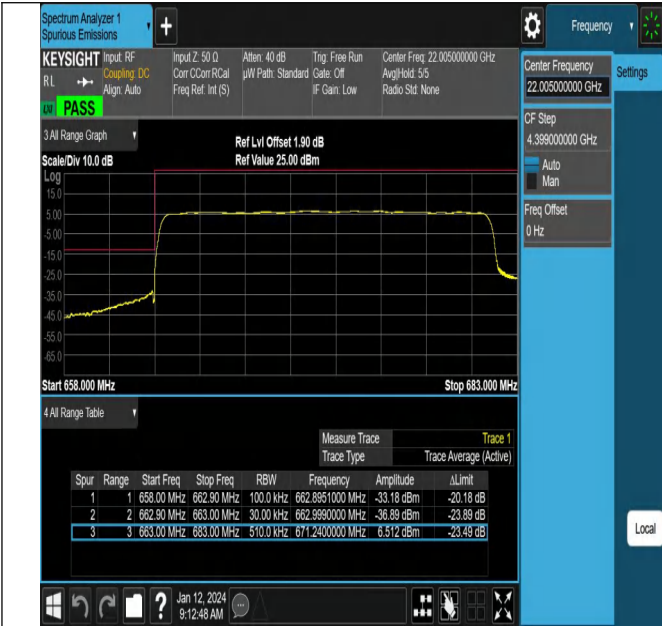 Spectrum Analyzer 1
Spurious Emissions
+
Frequency
KEYSIGHT
RL
PASS
Input: RF
Coupling: DC
Align: Auto
Input Z: 50 Ω
Corr CCorr RCal
Freq Ref: Int (S)
Atten: 40 dB
µW Path: Standard
Trig: Free Run
Gate: Off
IF Gain: Low
Center Freq: 22.005000000 GHz
Avg|Hold: 5/5
Radio Std: None
Center Frequency
22.005000000 GHz
Settings
CF Step
4.399000000 GHz
Auto
Man
Freq Offset
0 Hz
3 All Range Graph
Ref Lvl Offset 1.90 dB
Scale/Div 10.0 dB
Ref Value 25.00 dBm
Log
15.0
5.00
-5.00
-15.0
-25.0
-35.0
-45.0
-55.0
-65.0
Start 658.000 MHz
Stop 683.000 MHz
4 All Range Table
Measure Trace Trace 1
Trace Type Trace Average (Active)
Spur Range Start Freq Stop Freq RBW Frequency Amplitude ΔLimit
1 1 658.00 MHz 662.90 MHz 100.0 kHz 662.8951000 MHz -33.18 dBm -20.18 dB
2 2 662.90 MHz 663.00 MHz 30.00 kHz 662.9990000 MHz -36.89 dBm -23.89 dB
3 3 663.00 MHz 683.00 MHz 510.0 kHz 671.2400000 MHz 6.512 dBm -23.49 dB
Local
?
Jan 12, 2024
9:12:48 AM